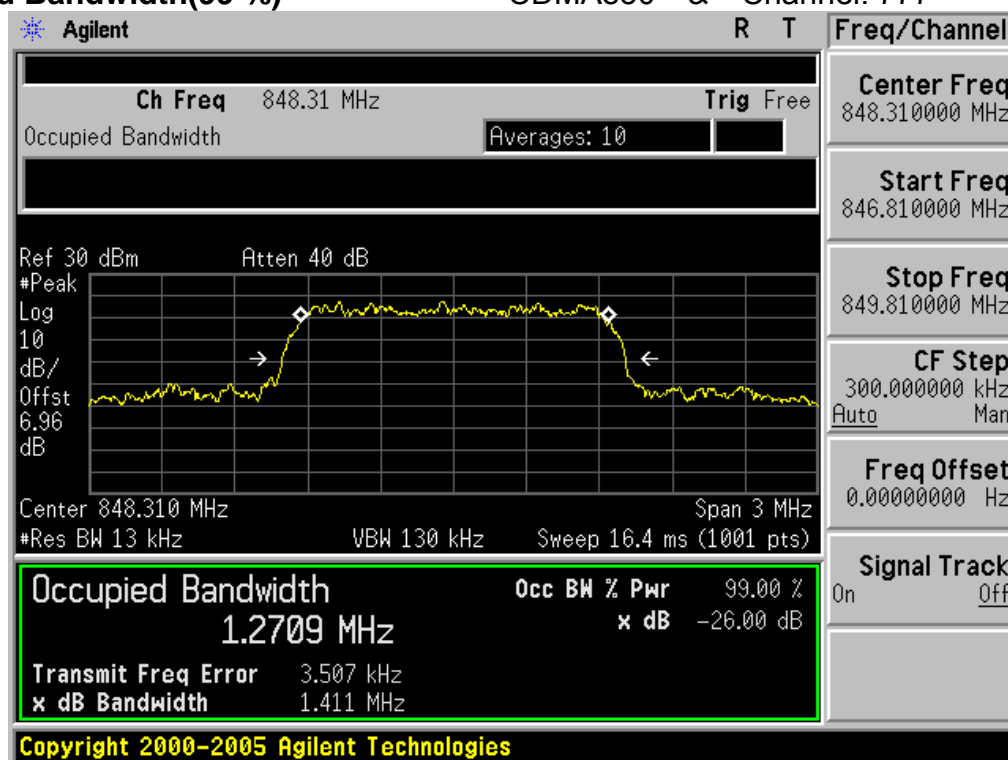 d Bandwidth(99 %)
& Channel: 777
Agilent R T Freq/Channel
Ch Freq 848.31 MHz Trig Free
Occupied Bandwidth Averages: 10
Center Freq
848.310000 MHz
Start Freq
846.810000 MHz
Ref 30 dBm Atten 40 dB
#Peak
Log
10
dB/
Offst
6.96
dB
Stop Freq
849.810000 MHz
CF Step
300.000000 kHz
Auto Man
Freq Offset
0.00000000 Hz
Center 848.310 MHz Span 3 MHz
#Res BW 13 kHz VBW 130 kHz Sweep 16.4 ms (1001 pts)
Signal Track
On Off
Occupied Bandwidth Occ BW % Pwr 99.00 %
1.2709 MHz x dB -26.00 dB
Transmit Freq Error 3.507 kHz
x dB Bandwidth 1.411 MHz
Copyright 2000-2005 Agilent Technologies